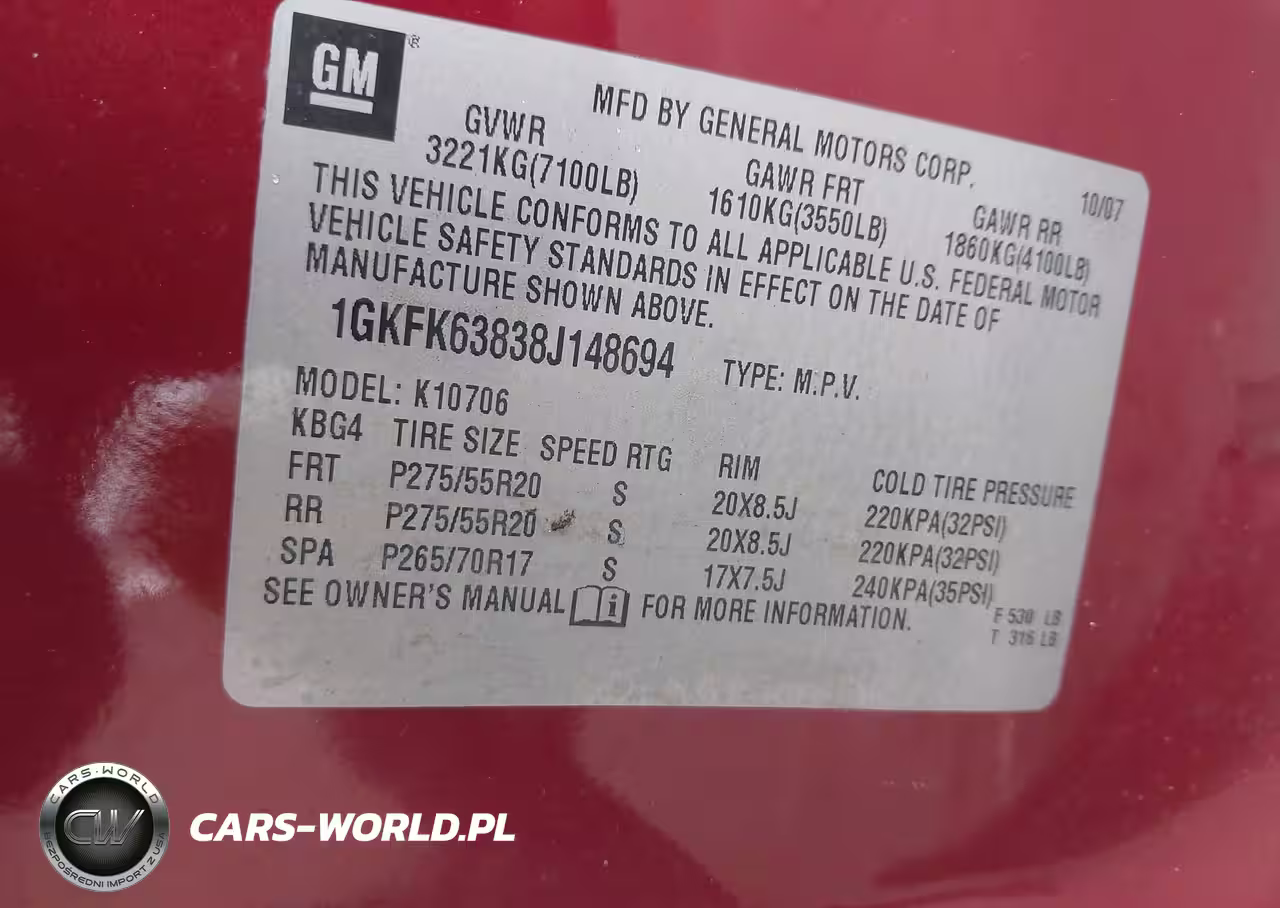 GM®
MFD BY GENERAL MOTORS CORP.
10/07
GVWR GAWR FRT GAWR RR
3221KG(7100LB) 1610KG(3550LB) 1860KG(4100LB)
THIS VEHICLE CONFORMS TO ALL APPLICABLE U.S. FEDERAL MOTOR
VEHICLE SAFETY STANDARDS IN EFFECT ON THE DATE OF
MANUFACTURE SHOWN ABOVE.
1GKFK63838J148694 TYPE: M.P.V.
MODEL: K10706
KBG4 TIRE SIZE SPEED RTG RIM COLD TIRE PRESSURE
FRT P275/55R20 S 20X8.5J 220KPA(32PSI)
RR P275/55R20 S 20X8.5J 220KPA(32PSI)
SPA P265/70R17 S 17X7.5J 240KPA(35PSI)
SEE OWNER'S MANUAL i FOR MORE INFORMATION.
F 530 LB
T 316 LB
CARS-WORLD
CW
BEZPOŚREDNI IMPORT Z USA
CARS-WORLD.PL